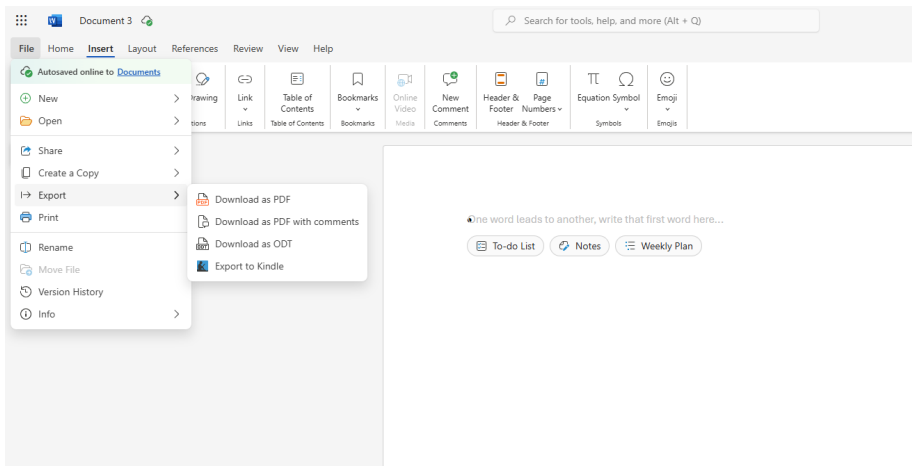 Document 3
Search for tools, help, and more (Alt + Q)
File Home Insert Layout References Review View Help
Autosaved online to Documents
New
Open
Share
Create a Copy
Export
Print
Rename
Move File
Version History
Info
Download as PDF
Download as PDF with comments
Download as ODT
Export to Kindle
Link
Links
Table of
Contents
Table of Contents
Bookmarks
Bookmarks
Online
Video
Media
New
Comment
Comments
Header &
Footer
Page
Numbers
Header & Footer
Equation
Symbol
Symbols
Emoji
Emojis
One word leads to another, write that first word here...
To-do List
Notes
Weekly Plan